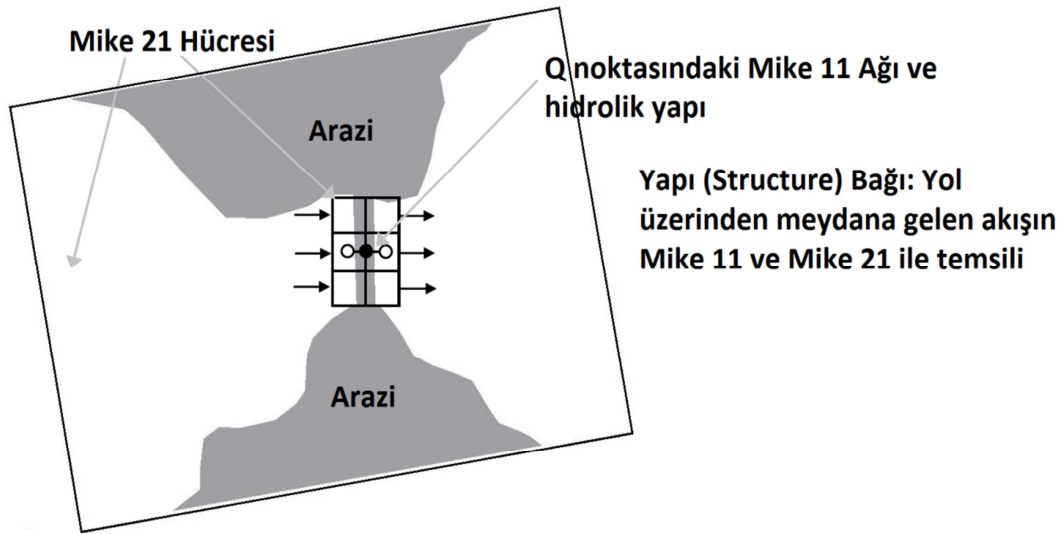 Mike 21 Hücresi
Q noktasındaki Mike 11 Ağı ve
hidrolik yapı
Arazi
Yapı (Structure) Bağı: Yol
üzerinden meydana gelen akışın
Mike 11 ve Mike 21 ile temsili
Arazi